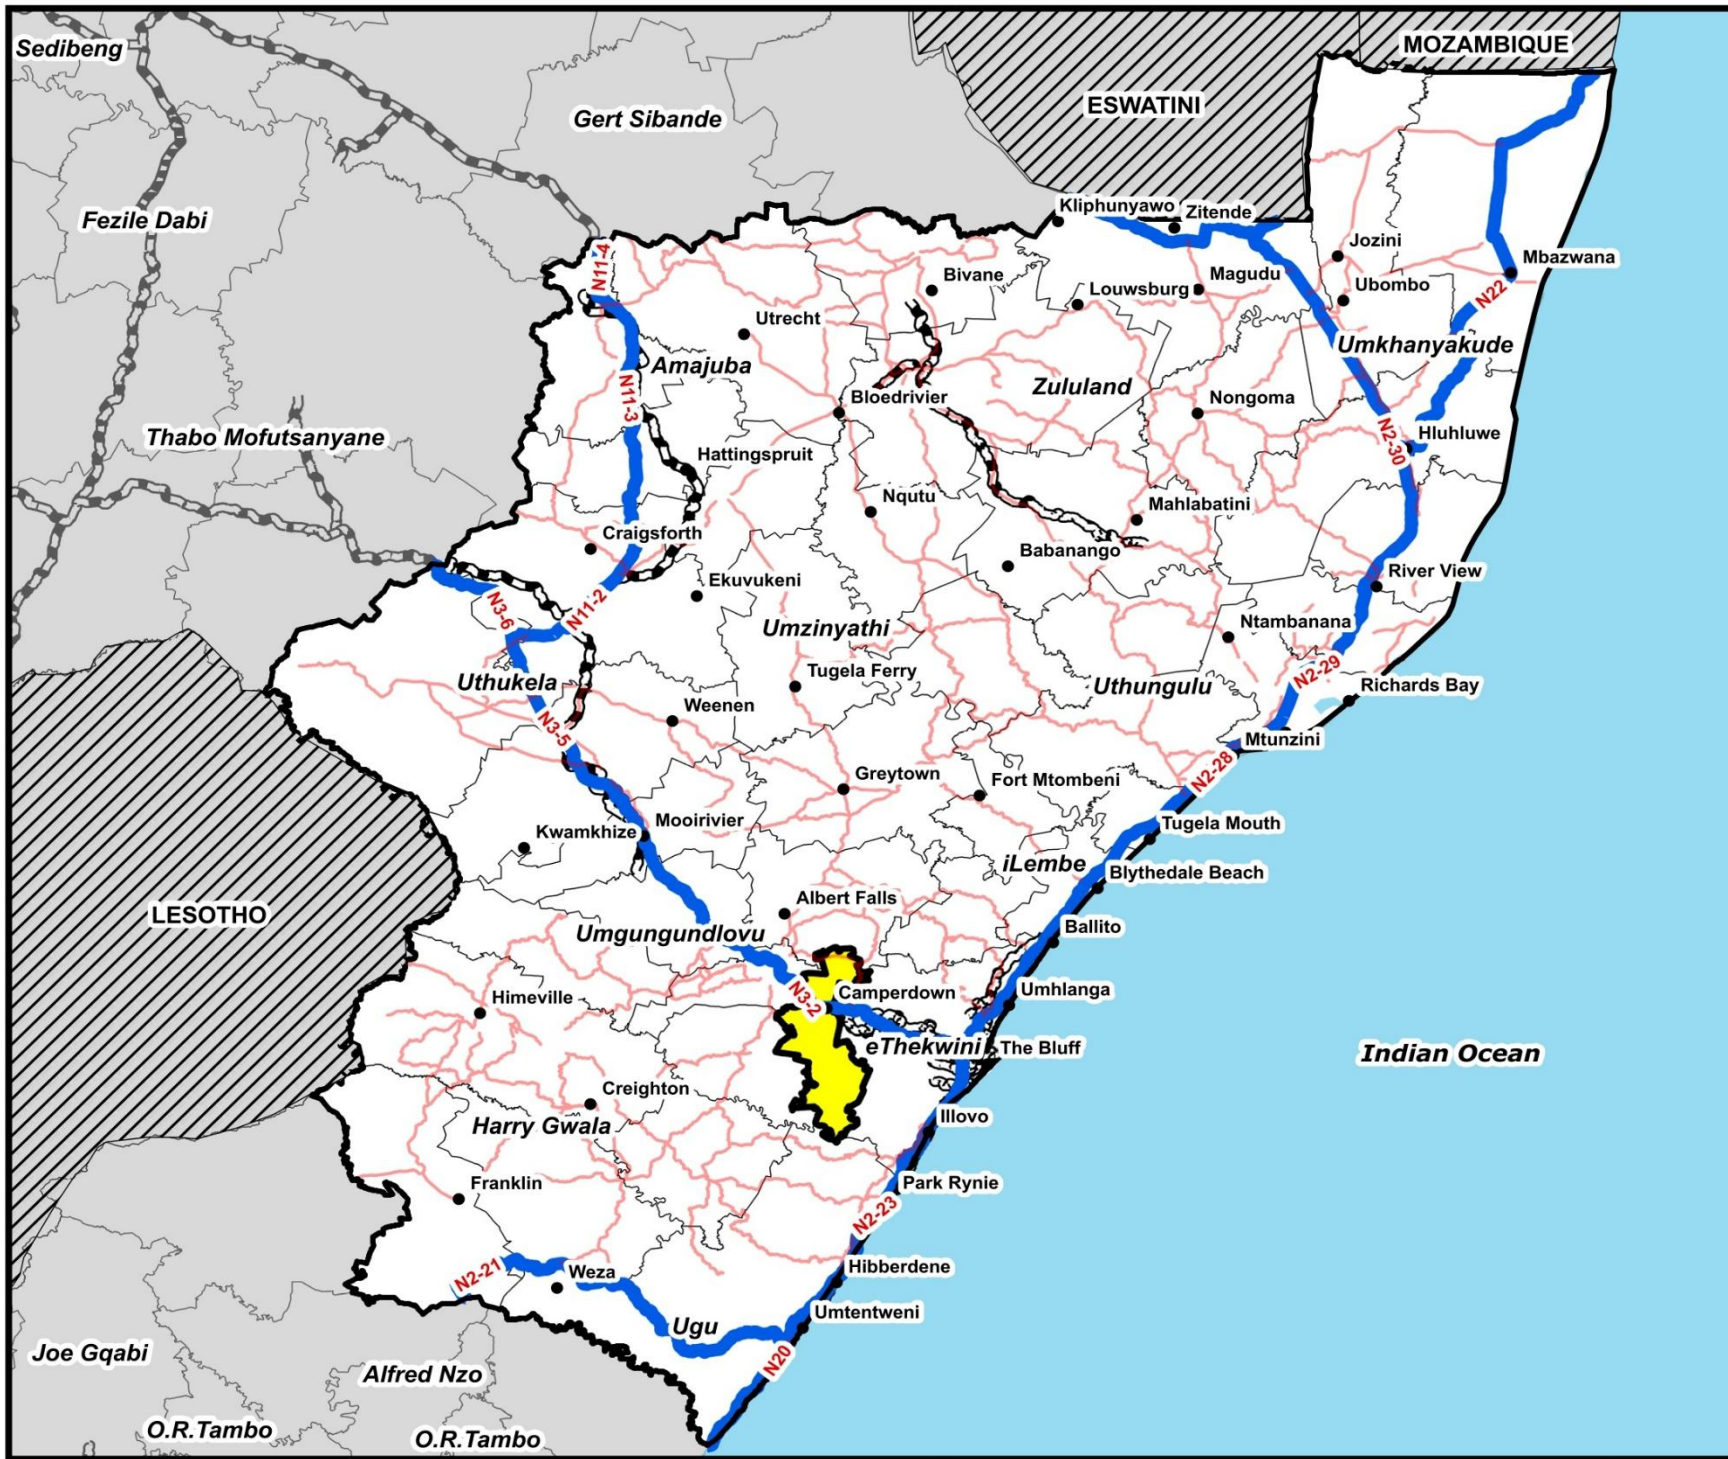 Sedibeng
MOZAMBIQUE
ESWATINI
Gert Sibande
Fezile Dabi
Kliphunyawo
Zitende
Jozini
Mbazwana
N11-4
Bivane
Magudu
Louwsburg
Ubombo
N22
Utrecht
Umkhanyakude
Amajuba
Zululand
N11-3
Bloedrivier
Nongoma
Thabo Mofutsanyane
Hluhluwe
N2-30
Hattingspruit
Nqutu
Mahlabatini
Craigsforth
Babanango
River View
Ekuvukeni
N3-6
N11-2
Umzinyathi
Ntambanana
Tugela Ferry
N2-29
Uthukela
Uthungulu
Richards Bay
Weenen
N3-5
Mtunzini
N2-28
Greytown
Fort Mtombeni
Mooirivier
Kwamkhize
Tugela Mouth
iLembe
Blythedale Beach
LESOTHO
Albert Falls
Umgungundlovu
Ballito
Himeville
N3-2
Camperdown
Umhlanga
eThekwini
The Bluff
Indian Ocean
Creighton
Harry Gwala
Illovo
Franklin
Park Rynie
N2-23
N2-21
Weza
Hibberdene
Umtentweni
Ugu
Joe Gqabi
N20
Alfred Nzo
O.R.Tambo
O.R.Tambo